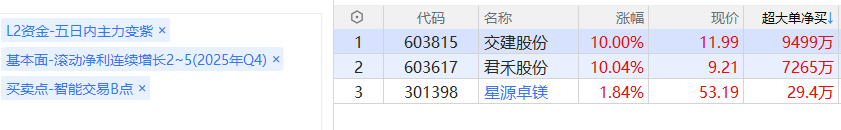 L2资金-五日内主力变紫 ×
基本面-滚动净利连续增长2~5(2025年Q4) ×
买卖点-智能交易B点 ×
代码 名称 涨幅 现价 超大单净买↓
1 603815 交建股份 10.00% 11.99 9499万
2 603617 君禾股份 10.04% 9.21 7265万
3 301398 星源卓镁 1.84% 53.19 29.4万